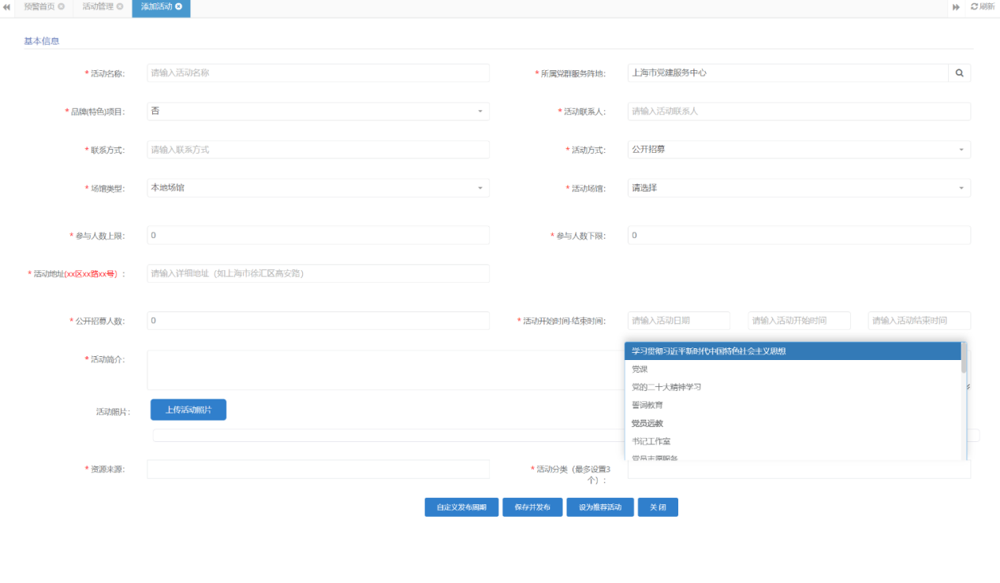 预警首页 活动管理 添加活动 刷新
基本信息
* 活动名称: 请输入活动名称 * 所属党群服务阵地: 上海市党建服务中心
* 品牌(特色)项目: 否 * 活动联系人: 请输入活动联系人
* 联系方式: 请输入联系方式 * 活动方式: 公开招募
* 场馆类型: 本地场馆 * 活动场馆: 请选择
* 参与人数上限: 0 * 参与人数下限: 0
* 活动地址(xx区xx路xx号) : 请输入详细地址（如上海市徐汇区高安路）
* 公开招募人数: 0 * 活动开始时间-结束时间: 请输入活动日期 请输入活动开始时间 请输入活动结束时间
* 活动简介:
学习贯彻习近平新时代中国特色社会主义思想
党课
党的二十大精神学习
誓词教育
党员远教
书记工作室
党员志愿服务
活动照片: 上传活动照片
* 资源来源: * 活动分类（最多设置3
个）:
自定义发布周期 保存并发布 设为推荐活动 关 闭